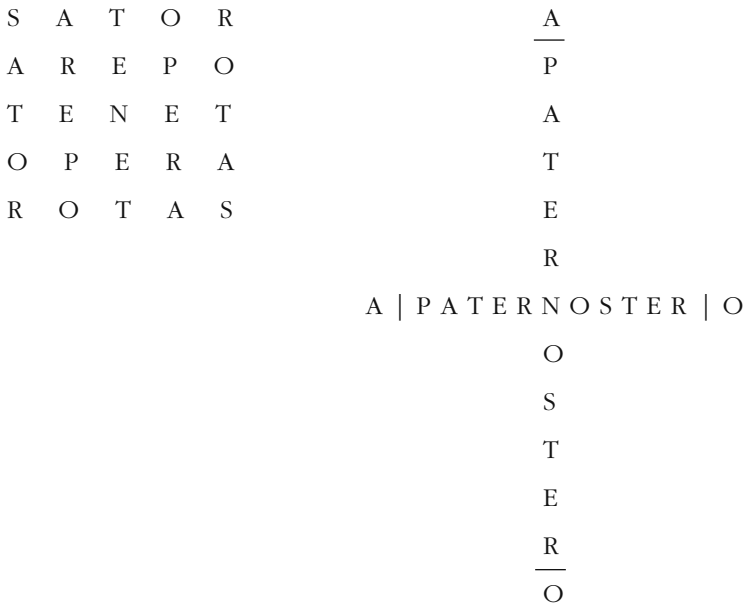 S A T O R
A R E P O
T E N E T
O P E R A
R O T A S
A
P
A
T
E
R
A | P A T E R N O S T E R | O
O
S
T
E
R
O